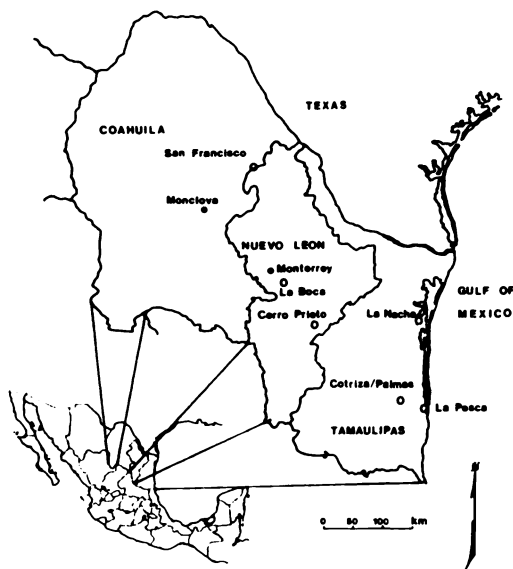 TEXAS
COAHUILA
San Francisco
Monclova
NUEVO LEON
Monterrey
La Boca
Cerro Prieto
La Nacha
GULF OF
MEXICO
Cotriza/Palmas
La Pesca
TAMAULIPAS
N
0 50 100 km